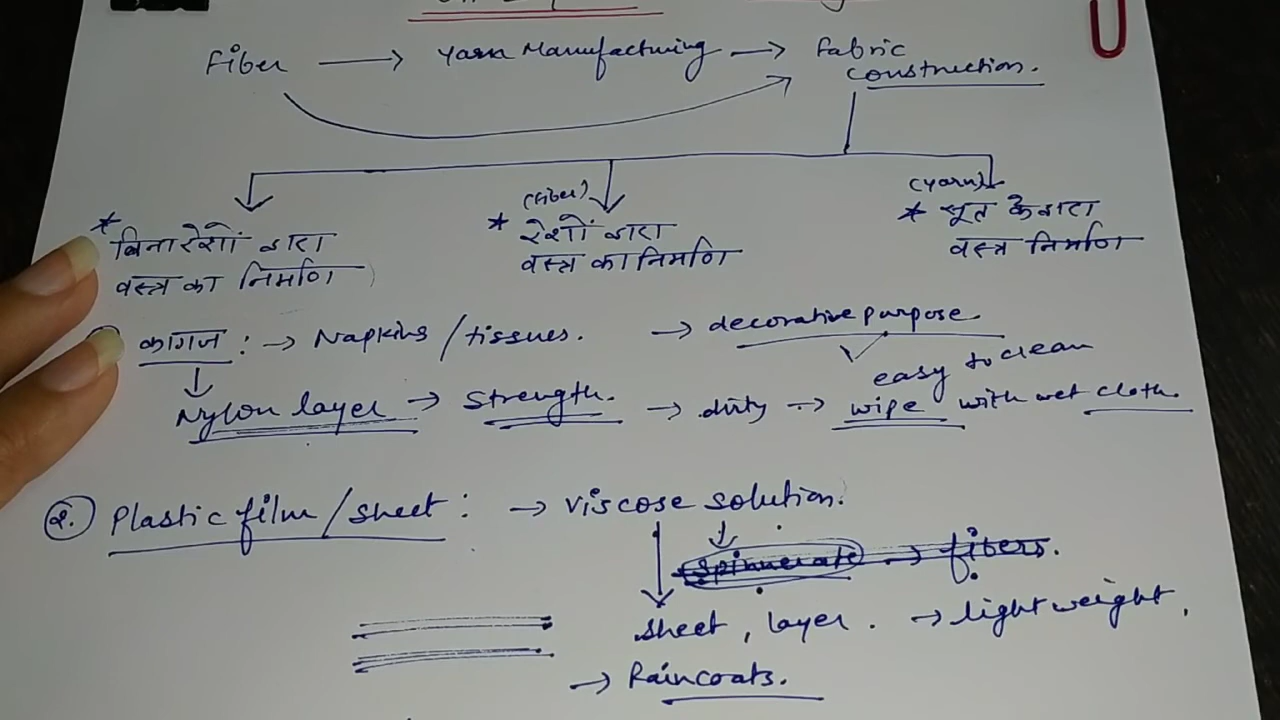 Fiber → Yarn Manufacturing → Fabric
construction.
(Fiber) (Yarn)
* बिना रेशों द्वारा * रेशों द्वारा * सूत के द्वारा
वस्त्र का निर्माण वस्त्र का निर्माण वस्त्र निर्माण
कागज : → Napkins / tissues. → decorative purpose.
easy to clean
Nylon layer → strength. → dirty → wipe with wet cloth.
2. Plastic film / sheet : → viscose solution.
spinnerate → fibers.
sheet, layer. → light weight,
→ Raincoats.